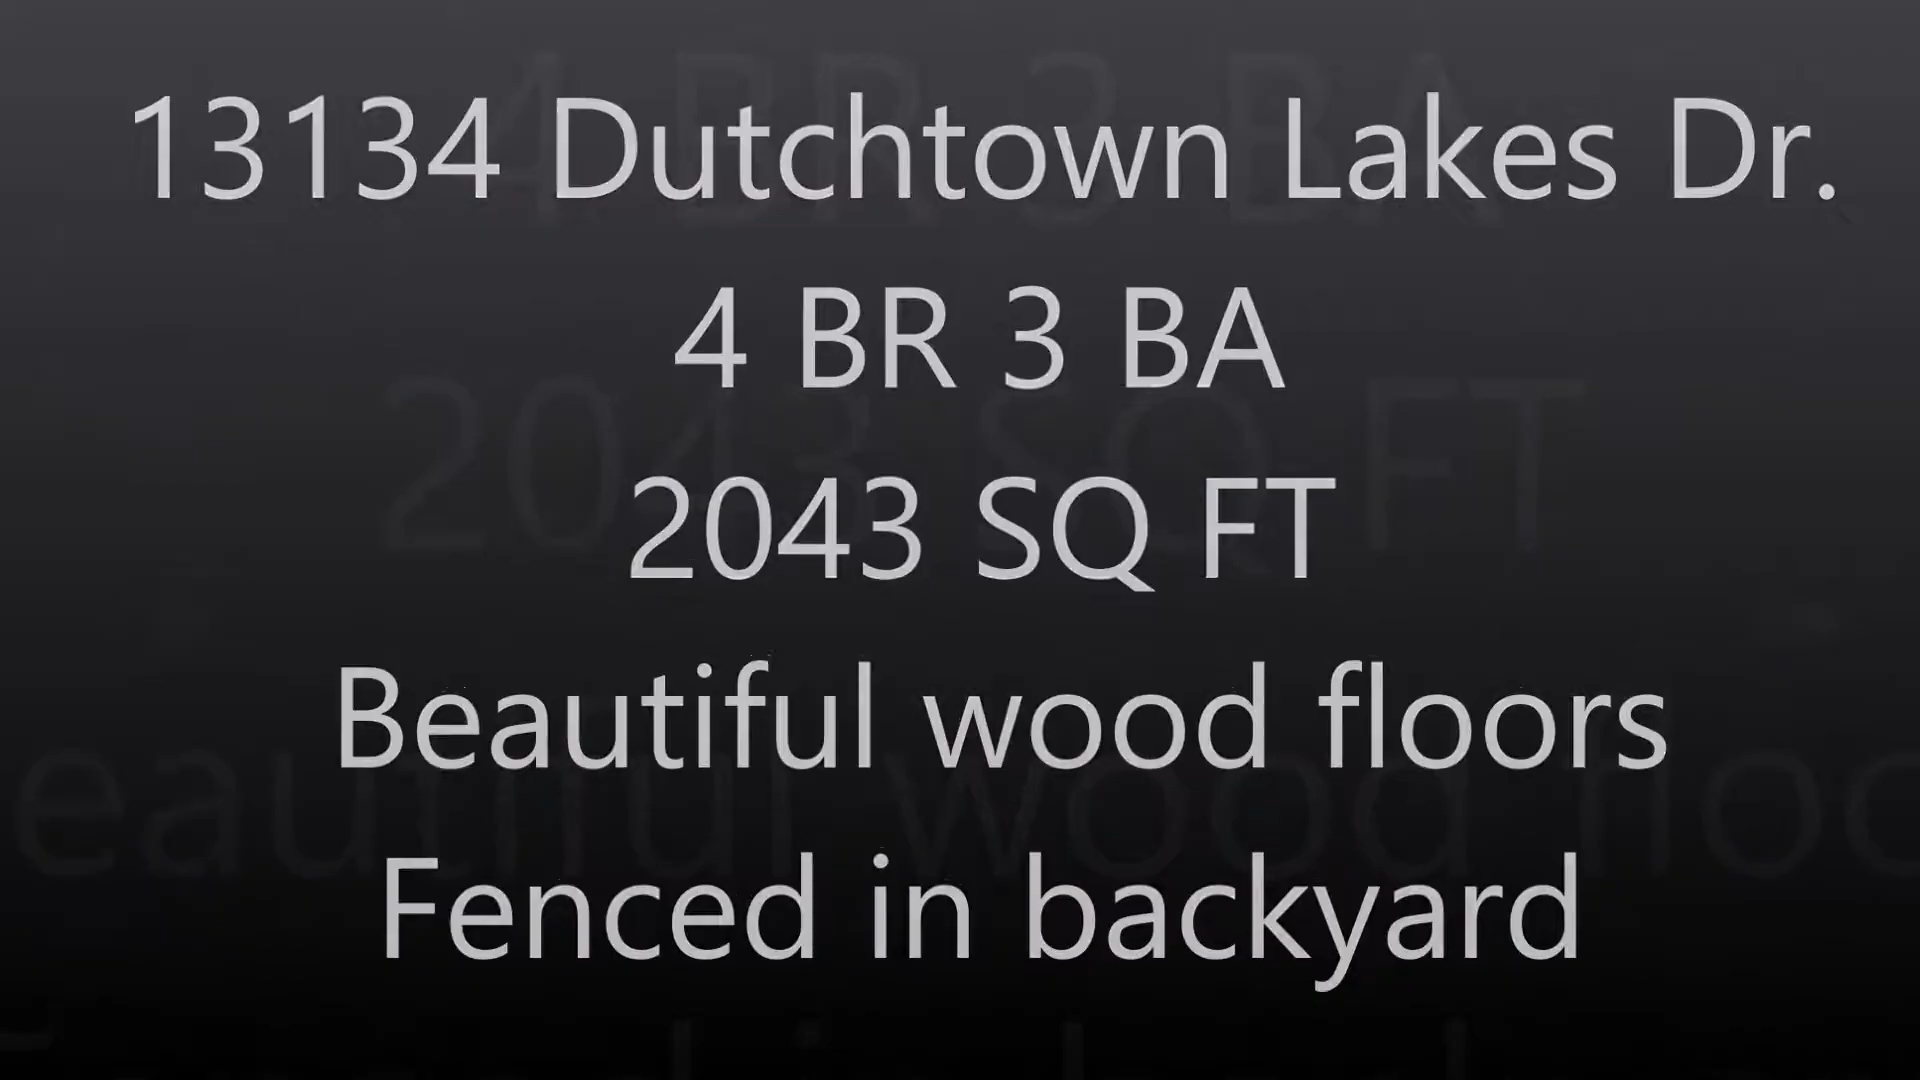 13134 Dutchtown Lakes Dr.
4 BR 3 BA
2043 SQ FT
Beautiful wood floors
Fenced in backyard